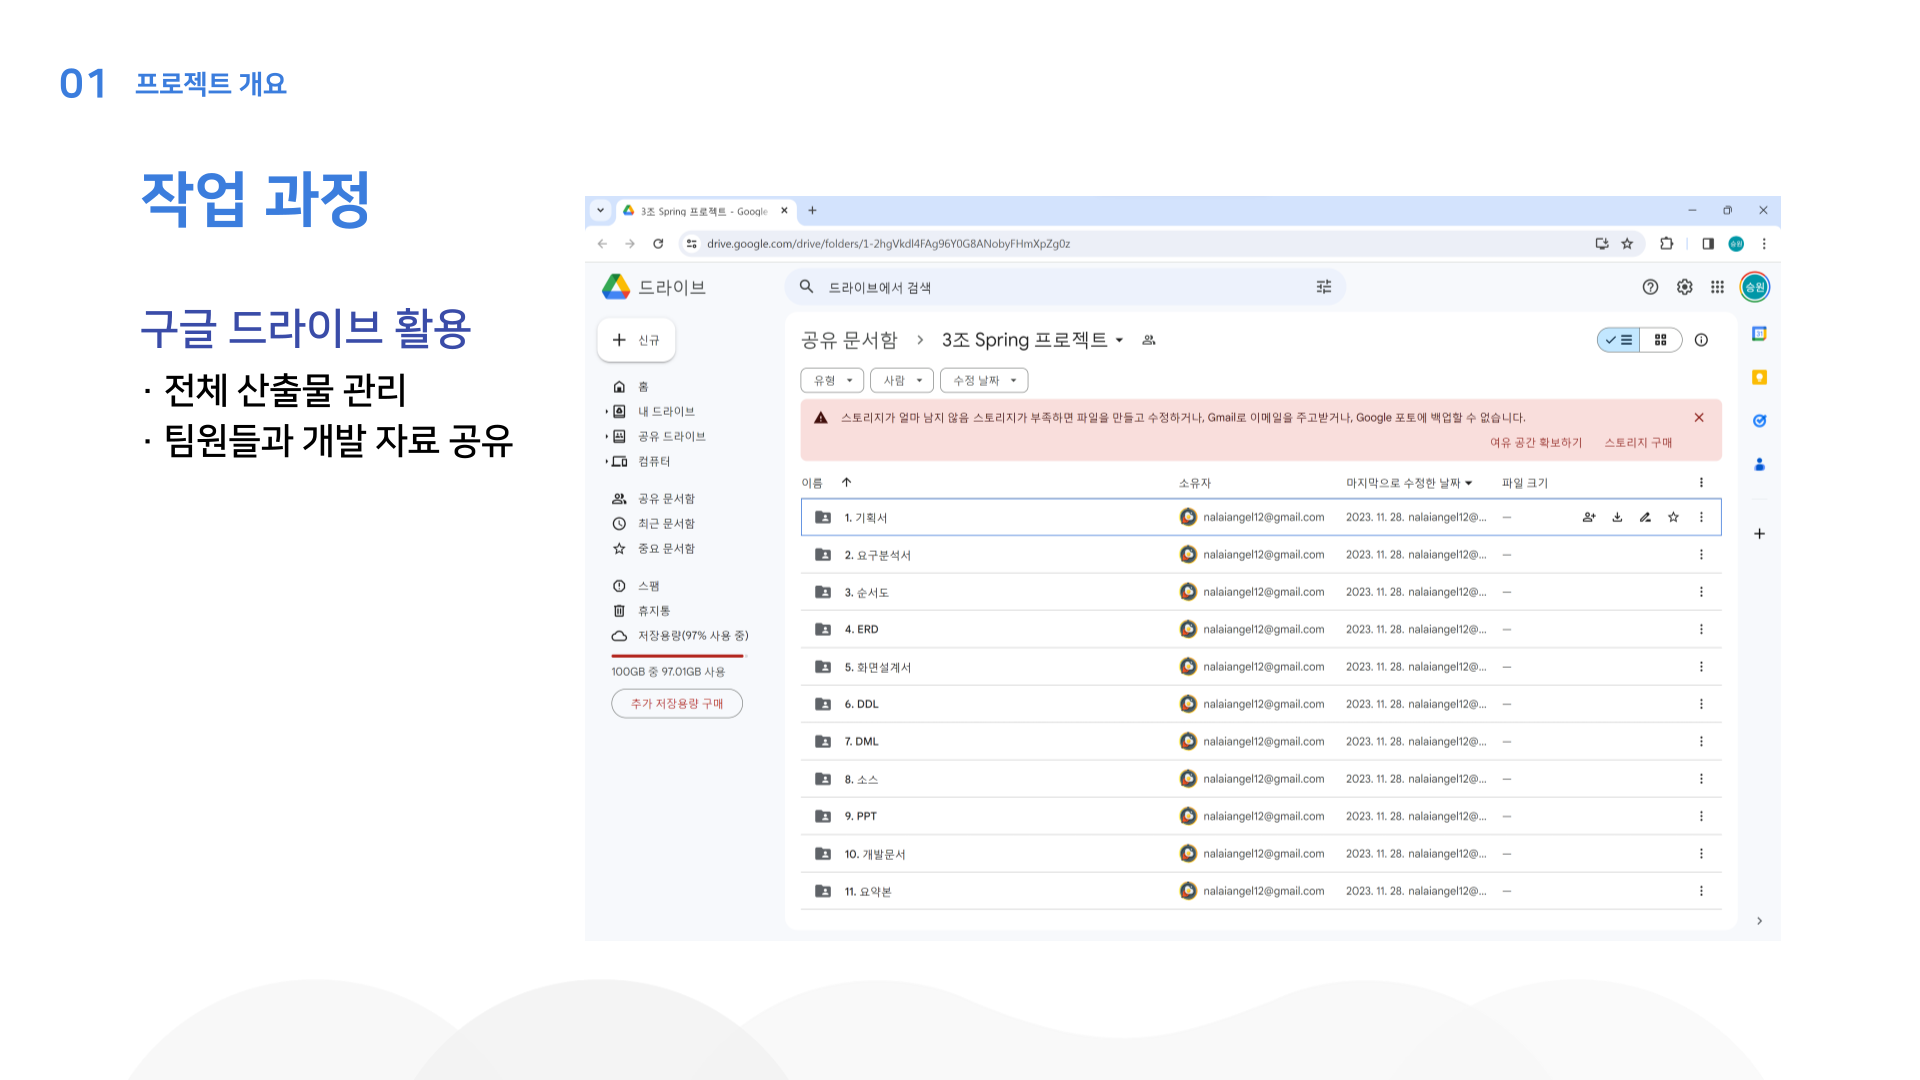 01 프로젝트 개요
작업 과정
구글 드라이브 활용
· 전체 산출물 관리
· 팀원들과 개발 자료 공유
3조 Spring 프로젝트 - Google
drive.google.com/drive/folders/1-2hgVkdl4FAg96Y0G8ANobyFHmXpZg0z
드라이브
드라이브에서 검색
승원
신규
홈
내 드라이브
공유 드라이브
컴퓨터
공유 문서함
최근 문서함
중요 문서함
스팸
휴지통
저장용량(97% 사용 중)
100GB 중 97.01GB 사용
추가 저장용량 구매
공유 문서함 > 3조 Spring 프로젝트
유형 사람 수정 날짜
스토리지가 얼마 남지 않음 스토리지가 부족하면 파일을 만들고 수정하거나, Gmail로 이메일을 주고받거나, Google 포토에 백업할 수 없습니다.
여유 공간 확보하기 스토리지 구매
이름 소유자 마지막으로 수정한 날짜 파일 크기
1. 기획서 nalaiangel12@gmail.com 2023. 11. 28. nalaiangel12@... —
2. 요구분석서 nalaiangel12@gmail.com 2023. 11. 28. nalaiangel12@... —
3. 순서도 nalaiangel12@gmail.com 2023. 11. 28. nalaiangel12@... —
4. ERD nalaiangel12@gmail.com 2023. 11. 28. nalaiangel12@... —
5. 화면설계서 nalaiangel12@gmail.com 2023. 11. 28. nalaiangel12@... —
6. DDL nalaiangel12@gmail.com 2023. 11. 28. nalaiangel12@... —
7. DML nalaiangel12@gmail.com 2023. 11. 28. nalaiangel12@... —
8. 소스 nalaiangel12@gmail.com 2023. 11. 28. nalaiangel12@... —
9. PPT nalaiangel12@gmail.com 2023. 11. 28. nalaiangel12@... —
10. 개발문서 nalaiangel12@gmail.com 2023. 11. 28. nalaiangel12@... —
11. 요약본 nalaiangel12@gmail.com 2023. 11. 28. nalaiangel12@... —